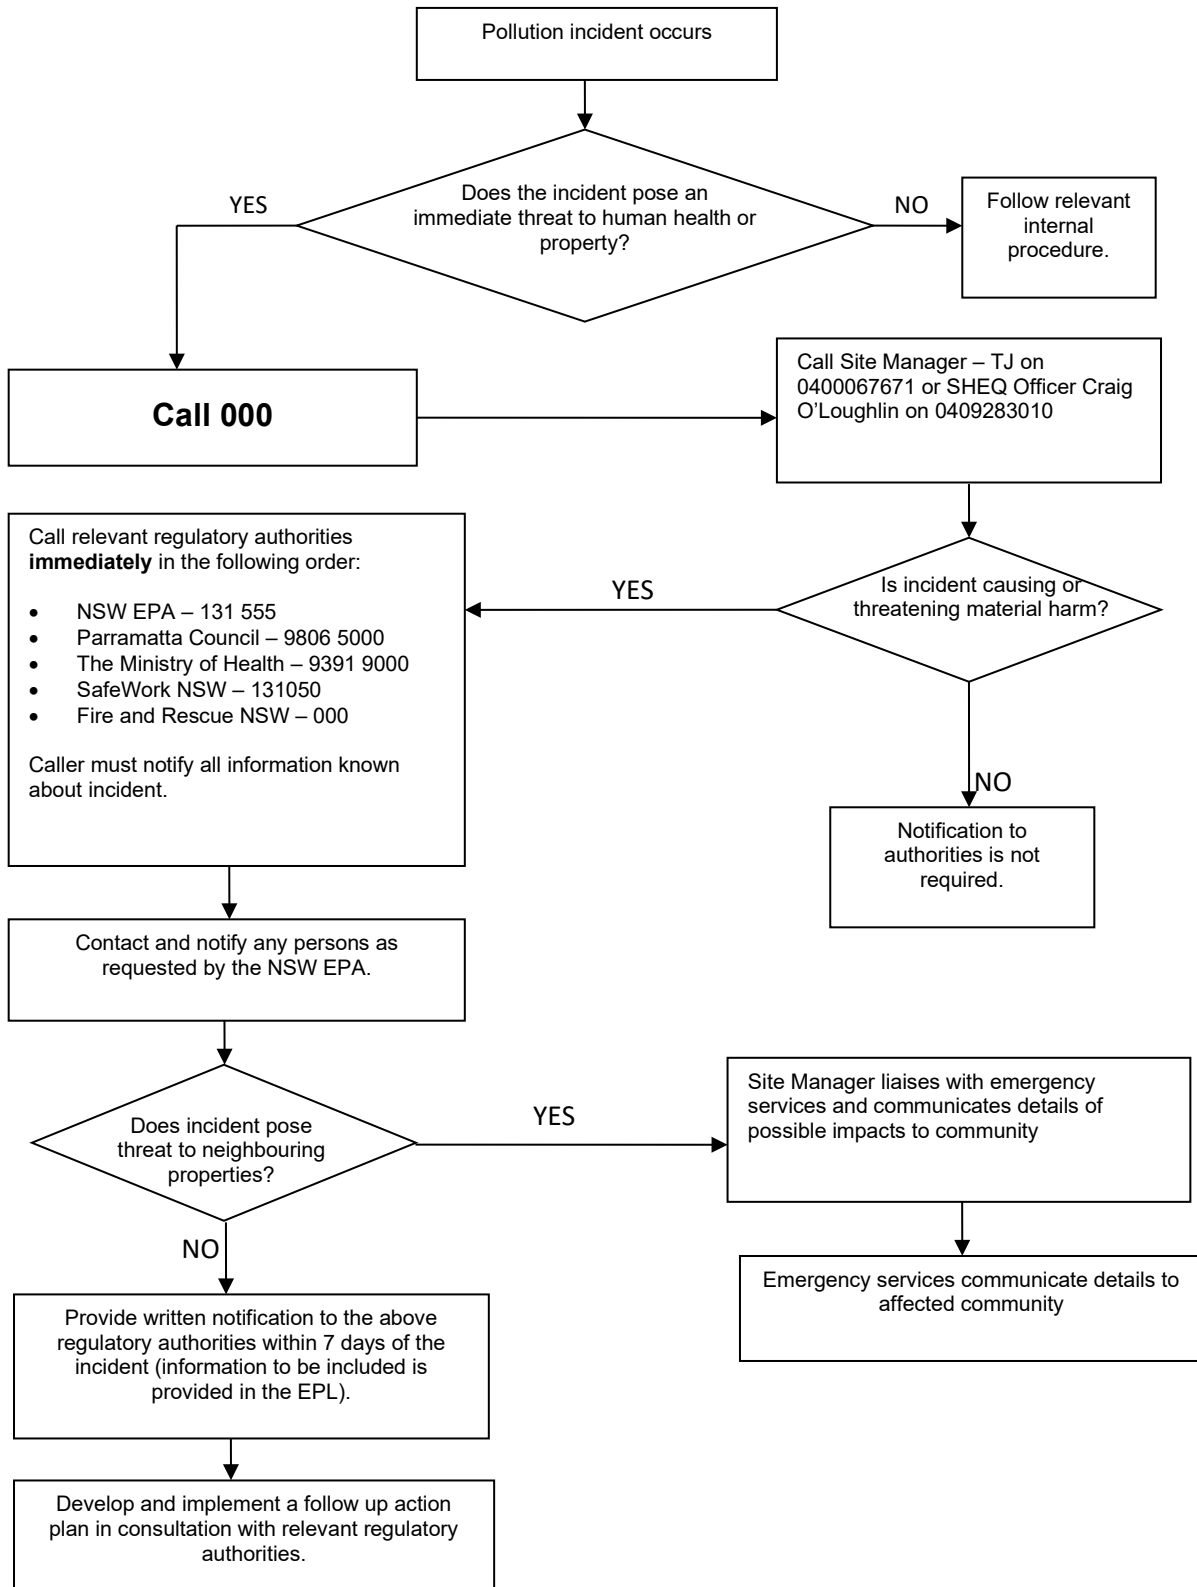 Pollution incident occurs
Does the incident pose an
immediate threat to human health or
property?
YES
NO
Follow relevant
internal
procedure.
Call 000
Call Site Manager – TJ on
0400067671 or SHEQ Officer Craig
O’Loughlin on 0409283010
Is incident causing or
threatening material harm?
YES
NO
Notification to
authorities is not
required.
Call relevant regulatory authorities
immediately in the following order:
• NSW EPA – 131 555
• Parramatta Council – 9806 5000
• The Ministry of Health – 9391 9000
• SafeWork NSW – 131050
• Fire and Rescue NSW – 000
Caller must notify all information known
about incident.
Contact and notify any persons as
requested by the NSW EPA.
Does incident pose
threat to neighbouring
properties?
YES
Site Manager liaises with emergency
services and communicates details of
possible impacts to community
Emergency services communicate details to
affected community
NO
Provide written notification to the above
regulatory authorities within 7 days of the
incident (information to be included is
provided in the EPL).
Develop and implement a follow up action
plan in consultation with relevant regulatory
authorities.